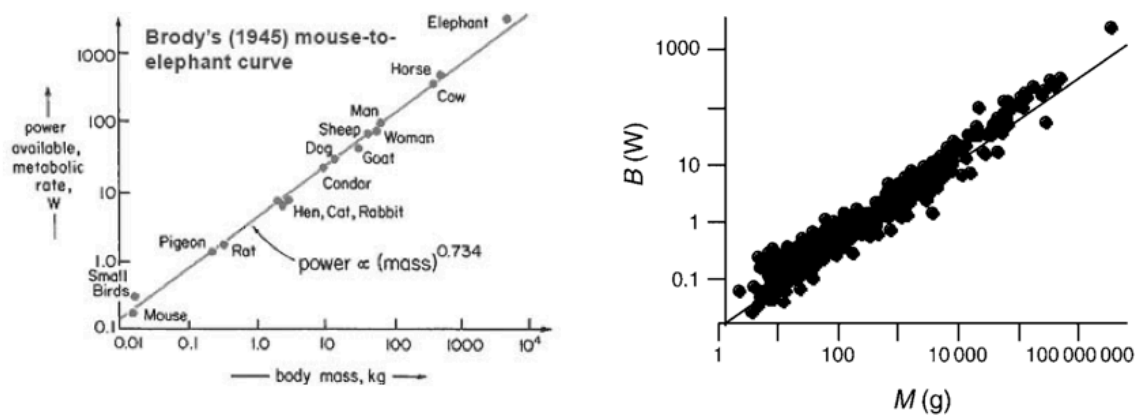 Brody's (1945) mouse-to-
elephant curve
Elephant
Horse
Cow
Man
Sheep
Woman
Dog
Goat
Condor
Hen, Cat, Rabbit
Pigeon
Rat
power ∝ (mass)0.734
Small
Birds
Mouse
power
available,
metabolic
rate,
W
1000
100
10
1.0
0.1
0.01
0.1
1.0
10
100
1000
10⁴
body mass, kg
B (W)
1000
10
1
0.1
1
100
10 000
100 000 000
M (g)